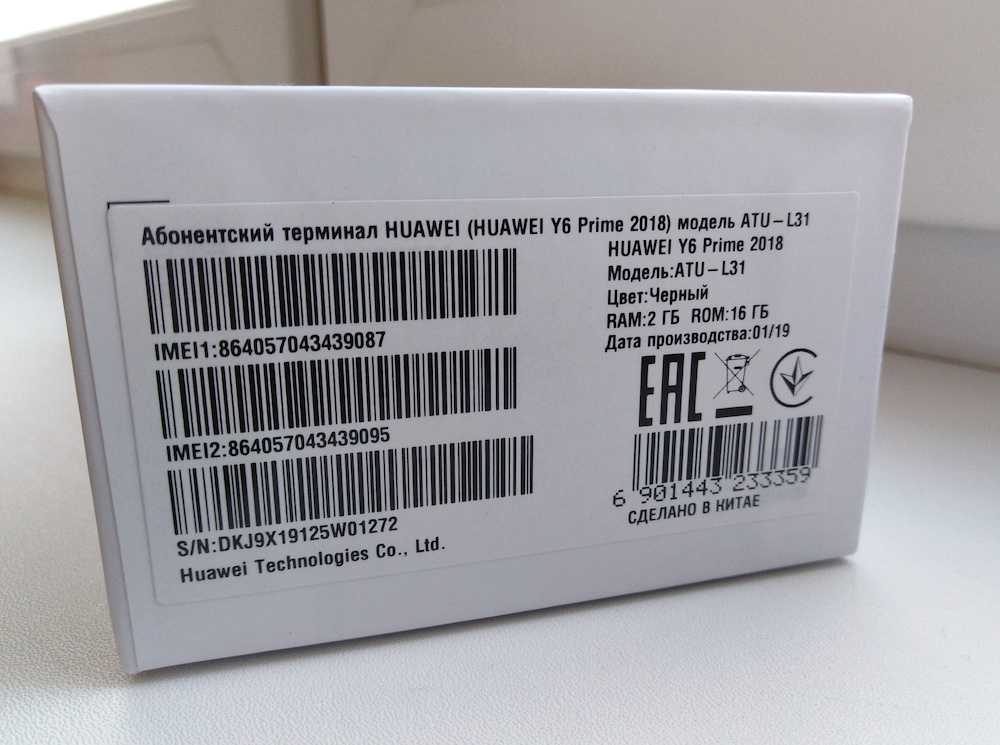 Абонентский терминал HUAWEI (HUAWEI Y6 Prime 2018) модель ATU-L31
IMEI1:864057043439087
IMEI2:864057043439095
S/N:DKJ9X19125W01272
Huawei Technologies Co., Ltd.
HUAWEI Y6 Prime 2018
Модель:ATU-L31
Цвет:Черный
RAM:2 ГБ ROM:16 ГБ
Дата производства:01/19
EAC
6 901443 233359
СДЕЛАНО В КИТАЕ